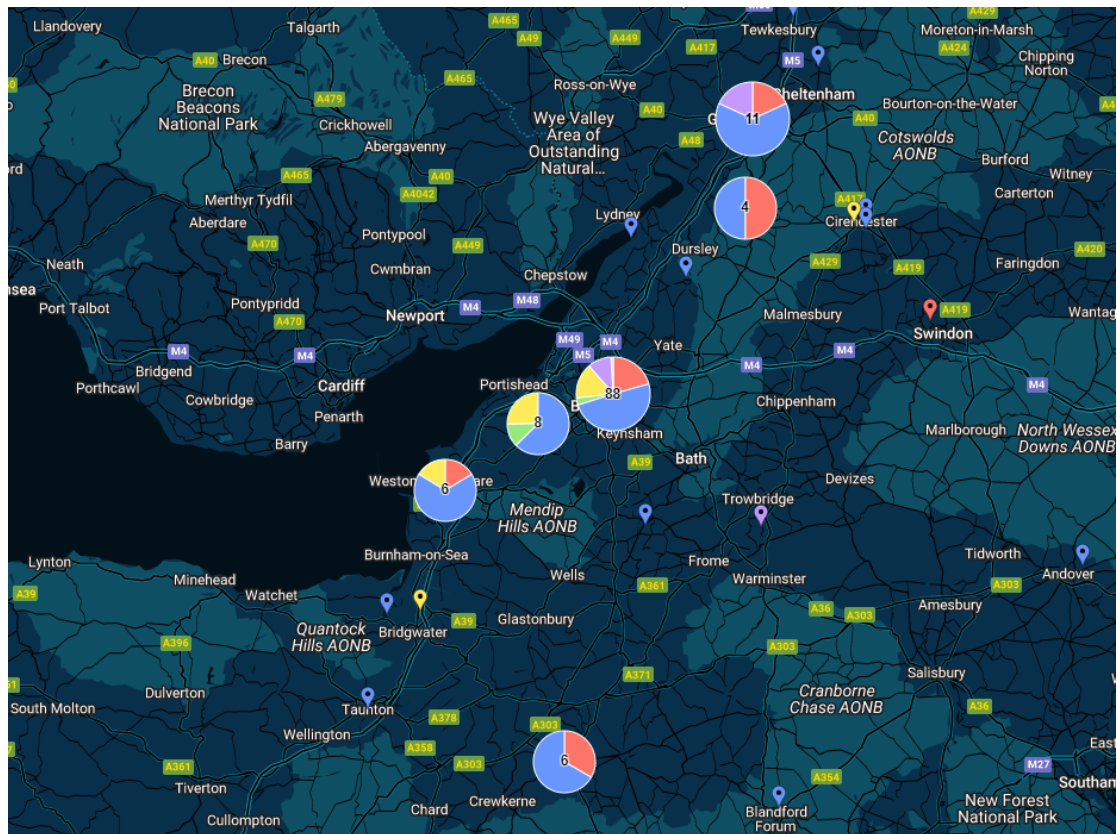 Llandovery
Talgarth
A465
A49
A449
A417
Tewkesbury
A429
Moreton-in-Marsh
A424
A40
Brecon
A465
M5
Chipping
Norton
Brecon
Beacons
National Park
A479
Crickhowell
Ross-on-Wye
A40
Cheltenham
Bourton-on-the-Water
11
A40
Wye Valley
Area of
Outstanding
Natural...
A48
Cotswolds
AONB
Abergavenny
Burford
Witney
A465
A40
A4042
Merthyr Tydfil
Carterton
A417
4
Lydney
Cirencester
Aberdare
A470
Pontypool
A449
Dursley
A420
Neath
Cwmbran
A429
A419
Faringdon
Chepstow
Port Talbot
Pontypridd
M4
M48
A470
Newport
Malmesbury
A419
Swindon
Wantag
M49
M4
M5
Yate
M4
M4
M4
Bridgend
M4
M4
Porthcawl
Cardiff
Portishead
Cowbridge
88
Chippenham
Penarth
8
Keynsham
Marlborough
North Wessex
Downs AONB
Barry
A39
Bath
Devizes
6
Trowbridge
Mendip
Hills AONB
Lynton
Burnham-on-Sea
Tidworth
Frome
Wells
Warminster
Andover
Minehead
A39
Watchet
A361
A303
Amesbury
A36
A303
Glastonbury
A39
Quantock
Hills AONB
Bridgwater
A396
A303
A371
Salisbury
Dulverton
Cranborne
Chase AONB
South Molton
Taunton
A378
A36
A303
Wellington
A358
A303
6
A361
M27
Tiverton
A354
Crewkerne
Chard
Blandford
Forum
New Forest
National Park
Cullompton